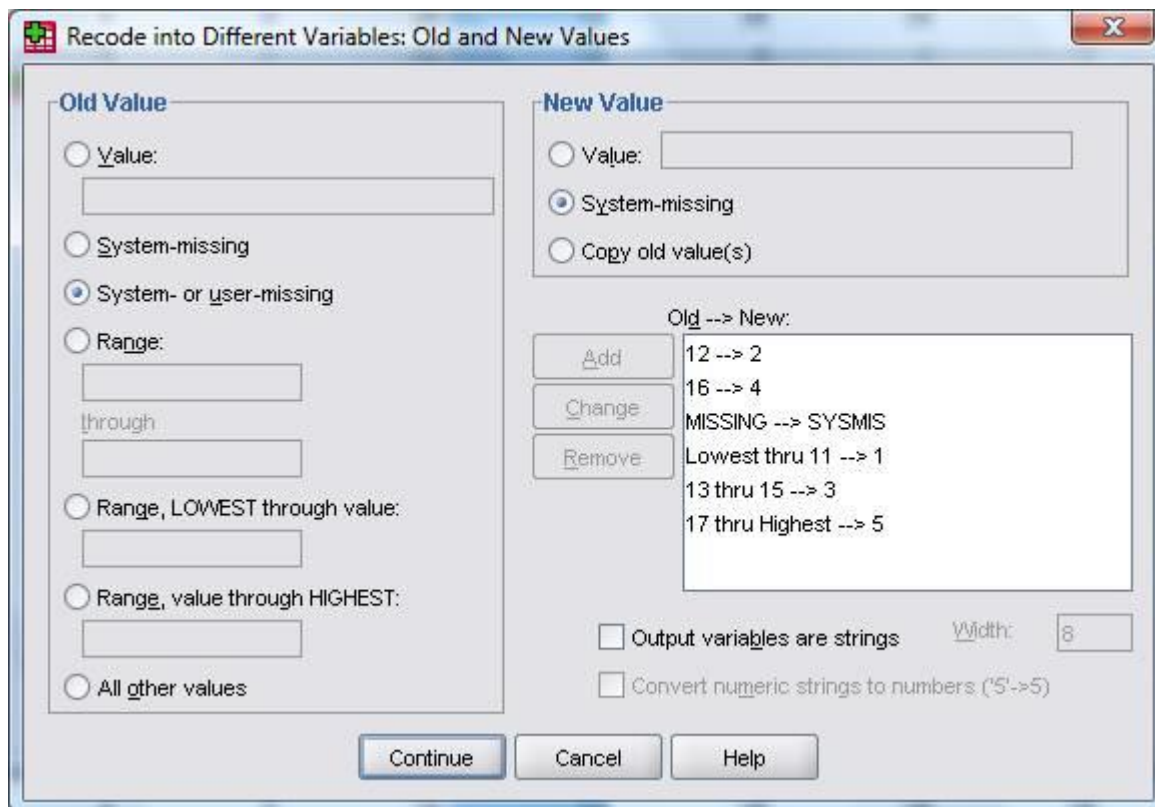 Recode into Different Variables: Old and New Values
Old Value
Value:
System-missing
System- or user-missing
Range:
through
Range, LOWEST through value:
Range, value through HIGHEST:
All other values
New Value
Value:
System-missing
Copy old value(s)
Old --> New:
Add
Change
Remove
12 --> 2
16 --> 4
MISSING --> SYSMIS
Lowest thru 11 --> 1
13 thru 15 --> 3
17 thru Highest --> 5
Output variables are strings
Width:
8
Convert numeric strings to numbers ('5'->5)
Continue
Cancel
Help